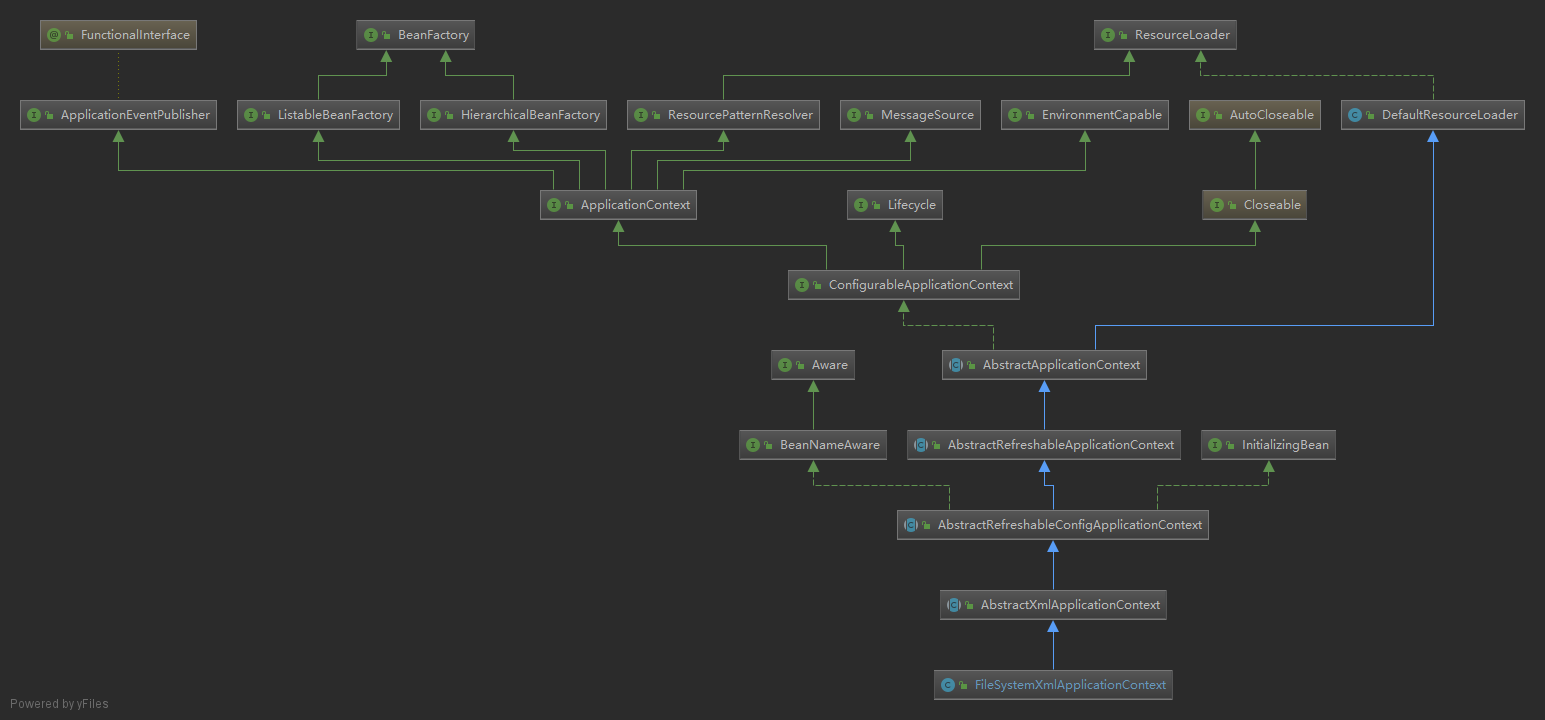 FunctionalInterface
BeanFactory
ResourceLoader
ApplicationEventPublisher
ListableBeanFactory
HierarchicalBeanFactory
ResourcePatternResolver
MessageSource
EnvironmentCapable
AutoCloseable
DefaultResourceLoader
ApplicationContext
Lifecycle
Closeable
ConfigurableApplicationContext
Aware
AbstractApplicationContext
BeanNameAware
AbstractRefreshableApplicationContext
InitializingBean
AbstractRefreshableConfigApplicationContext
AbstractXmlApplicationContext
FileSystemXmlApplicationContext
Powered by yFiles